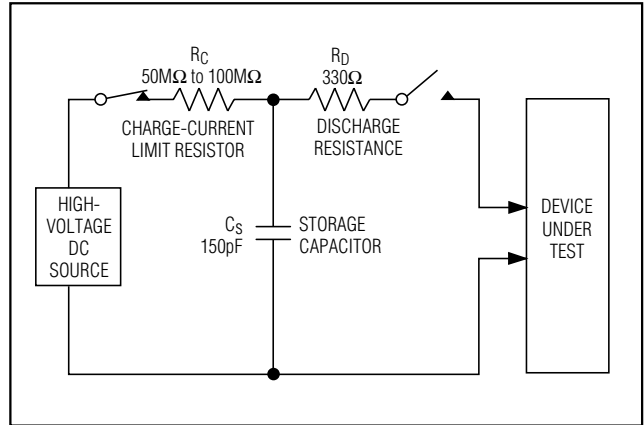 R_C
50MΩ to 100MΩ
CHARGE-CURRENT
LIMIT RESISTOR
R_D
330Ω
DISCHARGE
RESISTANCE
HIGH-
VOLTAGE
DC
SOURCE
C_S
150pF
STORAGE
CAPACITOR
DEVICE
UNDER
TEST